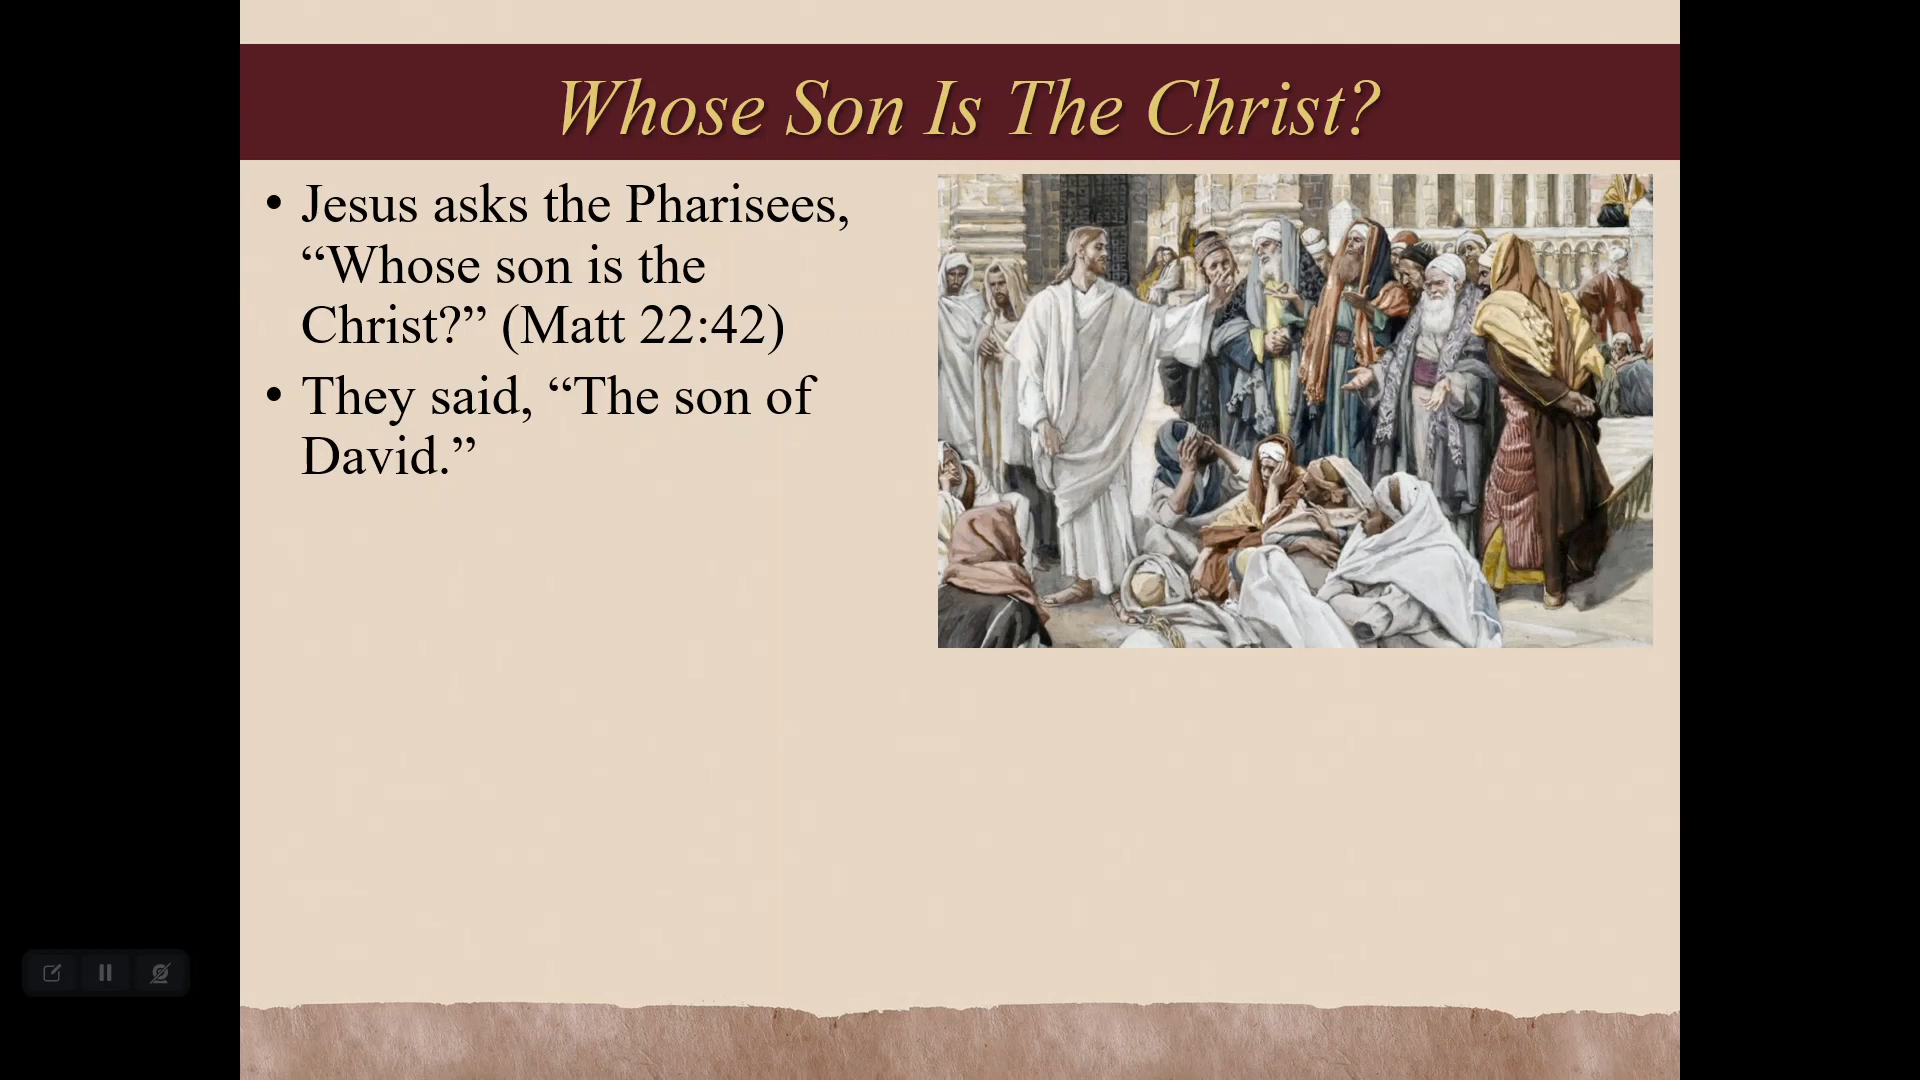 Whose Son Is The Christ?
• Jesus asks the Pharisees,
“Whose son is the
Christ?” (Matt 22:42)
• They said, “The son of
David.”